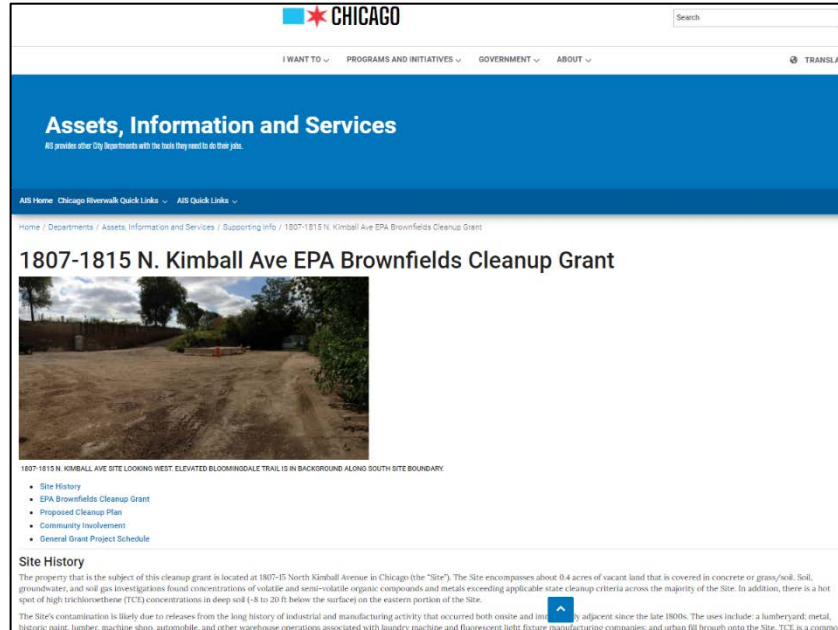 CHICAGO
Search
I WANT TO PROGRAMS AND INITIATIVES GOVERNMENT ABOUT TRANSLA
Assets, Information and Services
AIS provides other City Departments with the tools they need to do their jobs.
AIS Home Chicago Riverwalk Quick Links AIS Quick Links
Home / Departments / Assets, Information and Services / Supporting Info / 1807-1815 N. Kimball Ave EPA Brownfields Cleanup Grant
1807-1815 N. Kimball Ave EPA Brownfields Cleanup Grant
1807-1815 N. KIMBALL AVE SITE LOOKING WEST. ELEVATED BLOOMINGDALE TRAIL IS IN BACKGROUND ALONG SOUTH SITE BOUNDARY.
• Site History
• EPA Brownfields Cleanup Grant
• Proposed Cleanup Plan
• Community Involvement
• General Grant Project Schedule
Site History
The property that is the subject of this cleanup grant is located at 1807-15 North Kimball Avenue in Chicago (the "Site"). The Site encompasses about 0.4 acres of vacant land that is covered in concrete or grass/soil. Soil,
groundwater, and soil gas investigations found concentrations of volatile and semi-volatile organic compounds and metals exceeding applicable state cleanup criteria across the majority of the Site. In addition, there is a hot
spot of high trichloroethene (TCE) concentrations in deep soil (~8 to 20 ft below the surface) on the eastern portion of the Site.
The Site's contamination is likely due to releases from the long history of industrial and manufacturing activity that occurred both onsite and adjacent since the late 1800s. The uses include: a lumberyard; metal,
historic paint, lumber, machine shop, automobile, and other warehouse operations associated with laundry machine and fluorescent light fixture manufacturing companies; and urban fill brough onto the Site. TCE is a